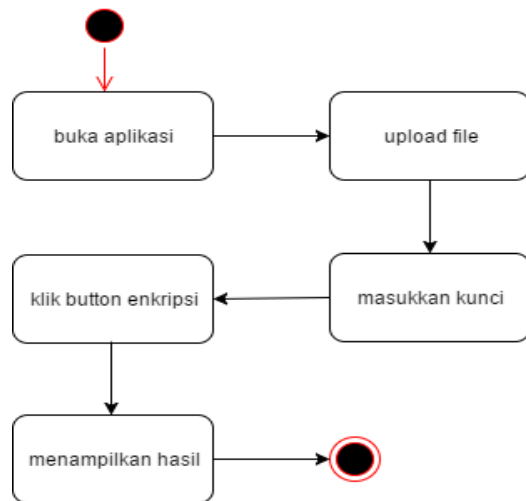 buka aplikasi
upload file
masukkan kunci
klik button enkripsi
menampilkan hasil